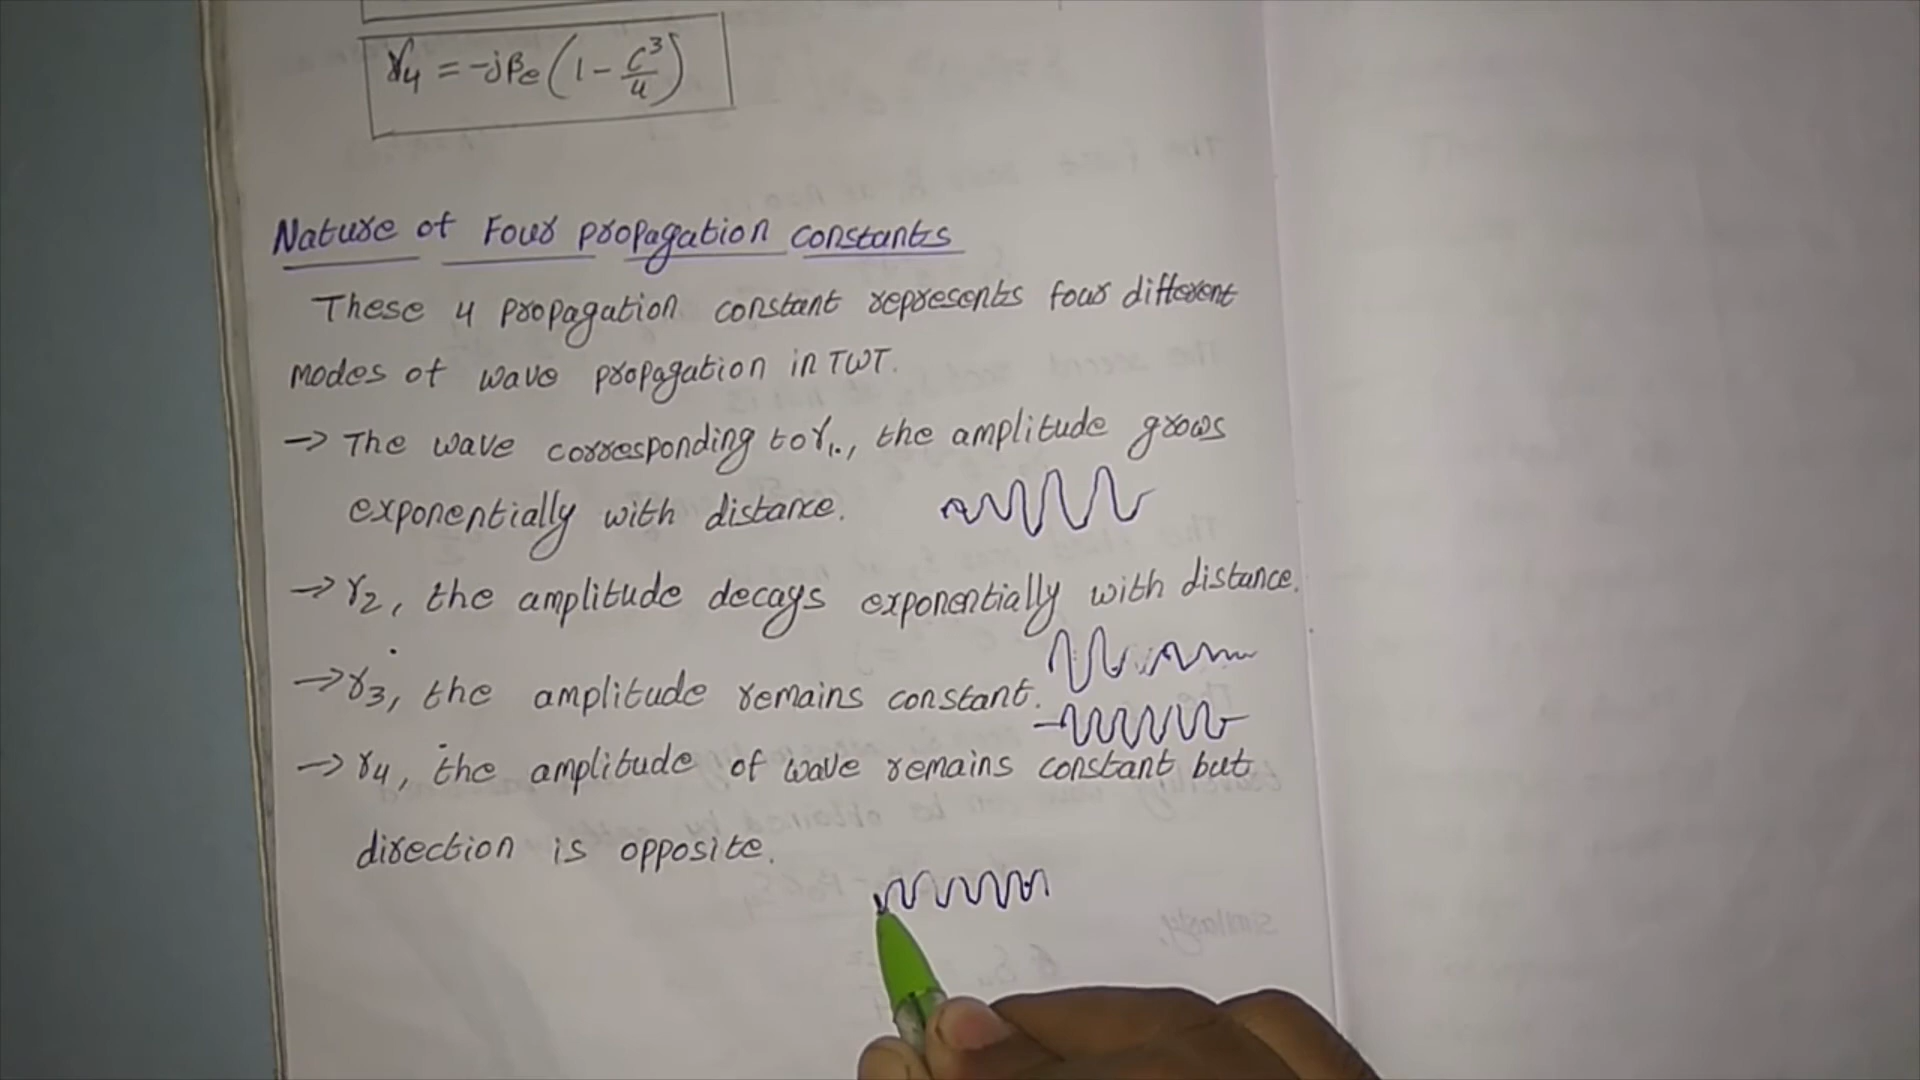 γ4 = -jβe(1 - C³/4)
Nature of Four propagation constants
These 4 propagation constant represents four different
modes of wave propagation in TWT.
→ The wave corresponding to γ1., the amplitude grows
exponentially with distance.
→ γ2, the amplitude decays exponentially with distance.
→ γ3, the amplitude remains constant.
→ γ4, the amplitude of wave remains constant but
direction is opposite.